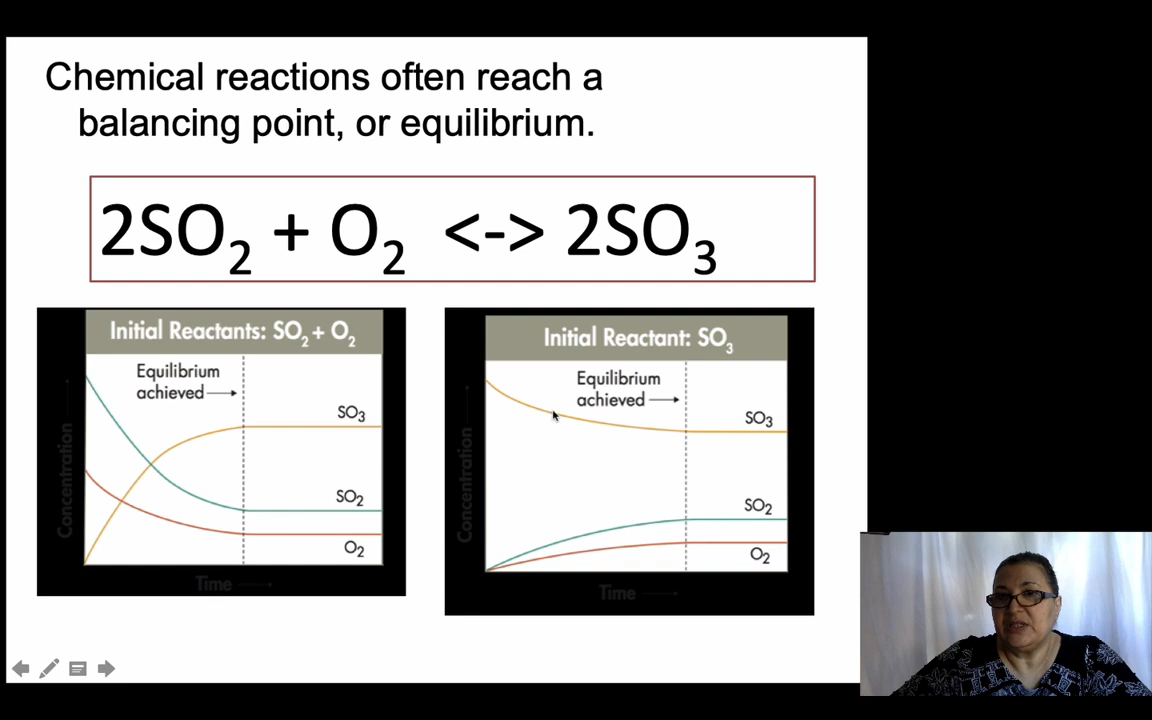 Chemical reactions often reach a
balancing point, or equilibrium.
2SO₂ + O₂ <-> 2SO₃
Initial Reactants: SO₂ + O₂
Equilibrium
achieved
SO₃
SO₂
O₂
Concentration
Time
Initial Reactant: SO₃
Equilibrium
achieved
SO₃
SO₂
O₂
Concentration
Time